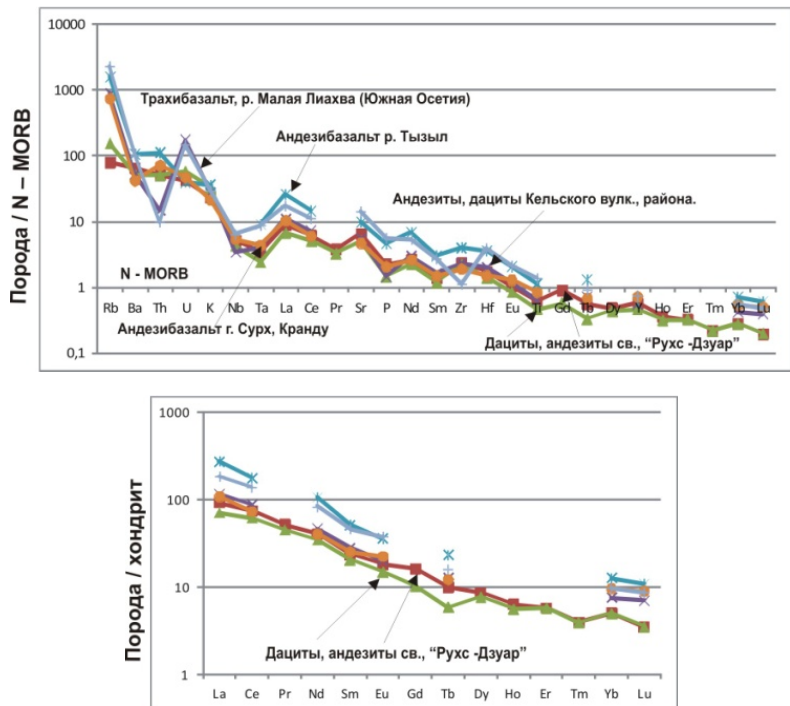 10000
1000
100
10
1
0,1
Порода / N – MORB
Трахибазальт, р. Малая Лиахва (Южная Осетия)
Андезибазальт р. Тызыл
Андезиты, дациты Кельского вулк., района.
N - MORB
Rb Ba Th U K Nb Ta La Ce Pr Sr P Nd Sm Zr Hf Eu Ti Gd Tb Dy Y Ho Er Tm Yb Lu
Андезибазальт г. Сурх, Кранду
Дациты, андезиты св., “Рухс -Дзуар”
1000
100
10
1
Порода / хондрит
Дациты, андезиты св., “Рухс -Дзуар”
La Ce Pr Nd Sm Eu Gd Tb Dy Ho Er Tm Yb Lu